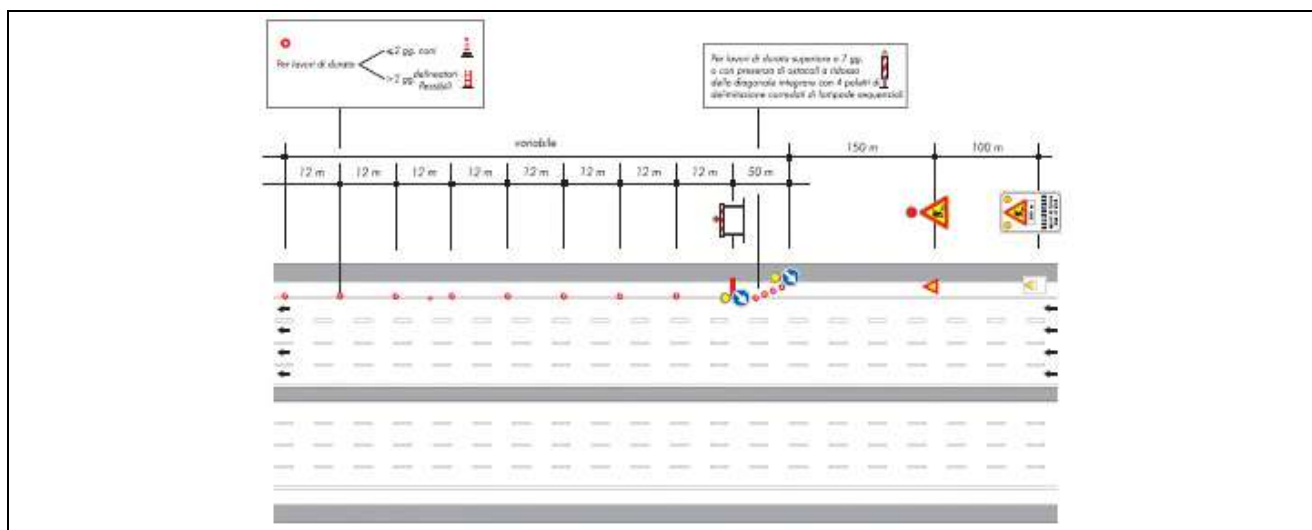 Per lavori di durata
≤2 gg. coni
>2 gg. delineatori
flessibili
Per lavori di durata superiore a 7 gg.
o con presenza di ostacoli a ridosso
della diagonale integrare con 4 paletti di
delimitazione corredati di lampade sequenziali
variabile
150 m
100 m
12 m
12 m
12 m
12 m
12 m
12 m
12 m
12 m
50 m